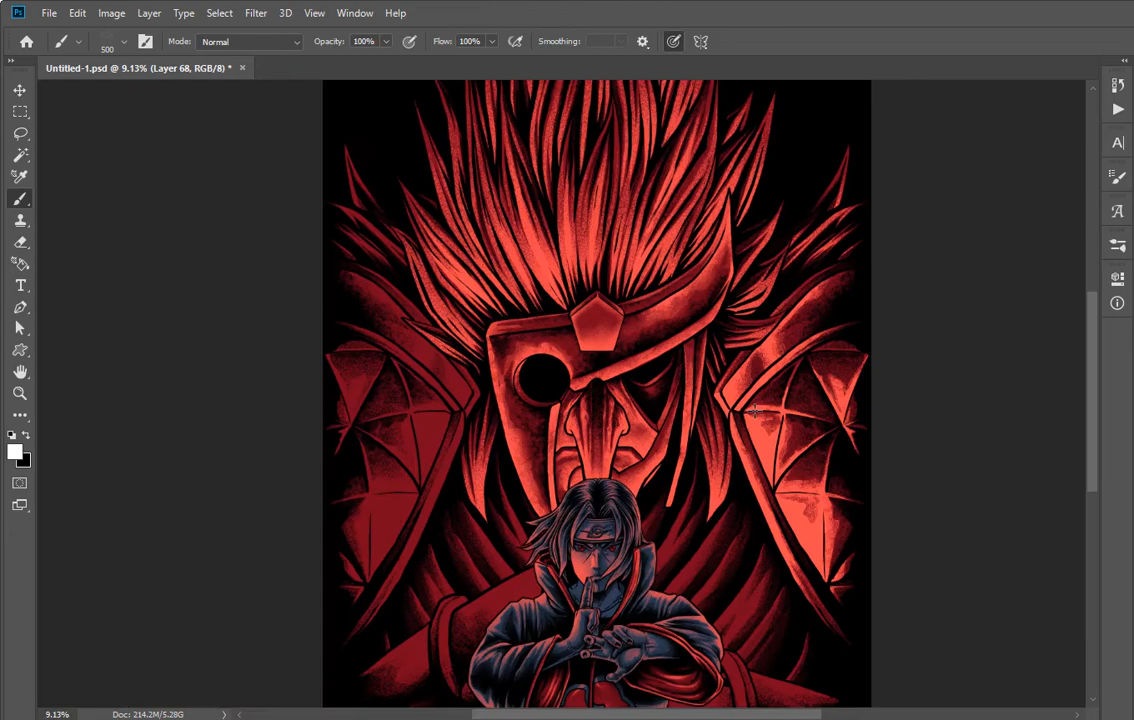 Ps File Edit Image Layer Type Select Filter 3D View Window Help
500 Mode: Normal Opacity: 100% Flow: 100% Smoothing:
Untitled-1.psd @ 9.13% (Layer 68, RGB/8) * ×
9.13% Doc: 214.2M/5.28G